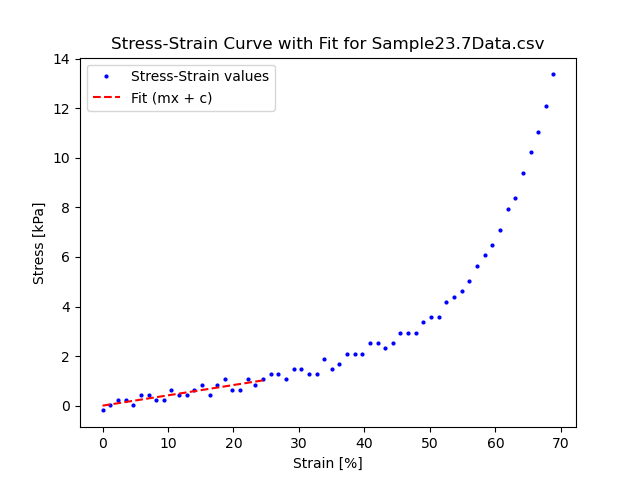 Stress-Strain Curve with Fit for Sample23.7Data.csv
Stress-Strain values
Fit (mx + c)
Stress [kPa]
14
12
10
8
6
4
2
0
0 10 20 30 40 50 60 70
Strain [%]